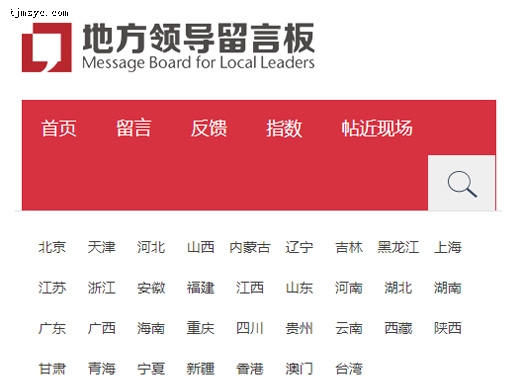 tjmsyc.com
地方领导留言板
Message Board for Local Leaders
首页 留言 反馈 指数 帖近现场
北京 天津 河北 山西 内蒙古 辽宁 吉林 黑龙江 上海
江苏 浙江 安徽 福建 江西 山东 河南 湖北 湖南
广东 广西 海南 重庆 四川 贵州 云南 西藏 陕西
甘肃 青海 宁夏 新疆 香港 澳门 台湾